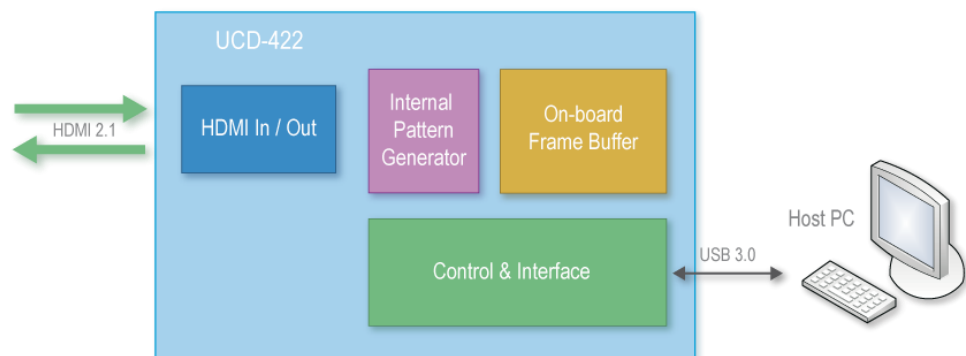 UCD-422
HDMI 2.1
HDMI In / Out
Internal
Pattern
Generator
On-board
Frame Buffer
Control & Interface
USB 3.0
Host PC